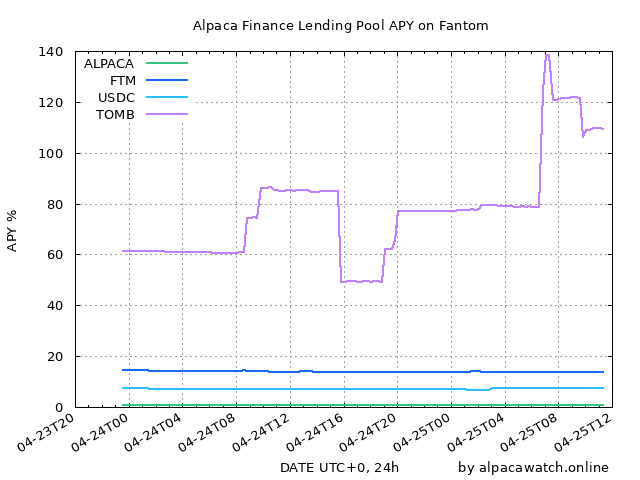 Alpaca Finance Lending Pool APY on Fantom
140
120
100
80
60
40
20
0
APY %
ALPACA
FTM
USDC
TOMB
04-23T20
04-24T00
04-24T04
04-24T08
04-24T12
04-24T16
04-24T20
04-25T00
04-25T04
04-25T08
04-25T12
DATE UTC+0, 24h
by alpacawatch.online